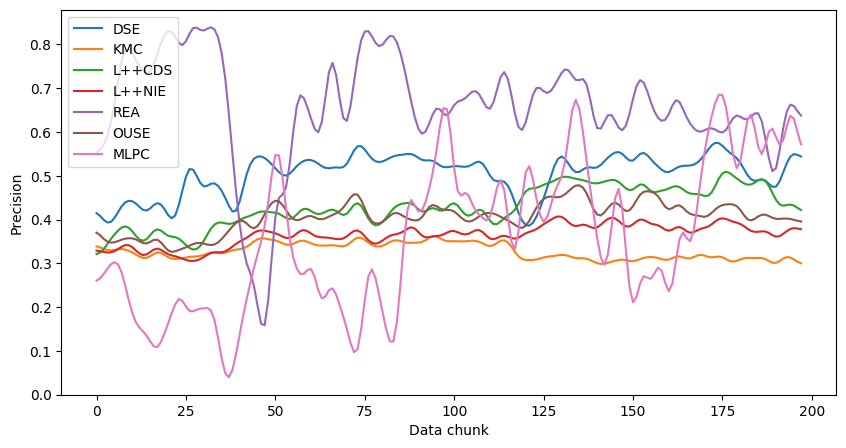 DSE
KMC
L++CDS
L++NIE
REA
OUSE
MLPC
Precision
0.8
0.7
0.6
0.5
0.4
0.3
0.2
0.1
0.0
0 25 50 75 100 125 150 175 200
Data chunk